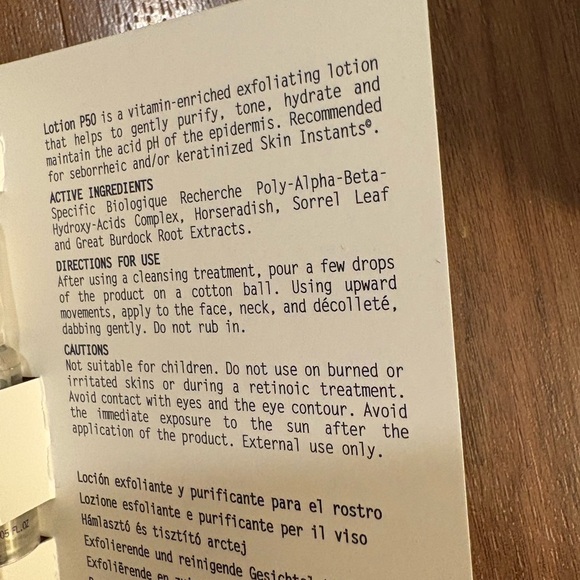 Lotion P50 is a vitamin-enriched exfoliating lotion
that helps to gently purify, tone, hydrate and
maintain the acid pH of the epidermis. Recommended
for seborrheic and/or keratinized Skin Instants©.
ACTIVE INGREDIENTS
Specific Biologique Recherche Poly-Alpha-Beta-
Hydroxy-Acids Complex, Horseradish, Sorrel Leaf
and Great Burdock Root Extracts.
DIRECTIONS FOR USE
After using a cleansing treatment, pour a few drops
of the product on a cotton ball. Using upward
movements, apply to the face, neck, and décolleté,
dabbing gently. Do not rub in.
CAUTIONS
Not suitable for children. Do not use on burned or
irritated skins or during a retinoic treatment.
Avoid contact with eyes and the eye contour. Avoid
the immediate exposure to the sun after the
application of the product. External use only.
Loción exfoliante y purificante para el rostro
Lozione esfoliante e purificante per il viso
Hámlasztó és tisztító arctej
Exfolierende und reinigende
Exfoliërende en
FL.OZ